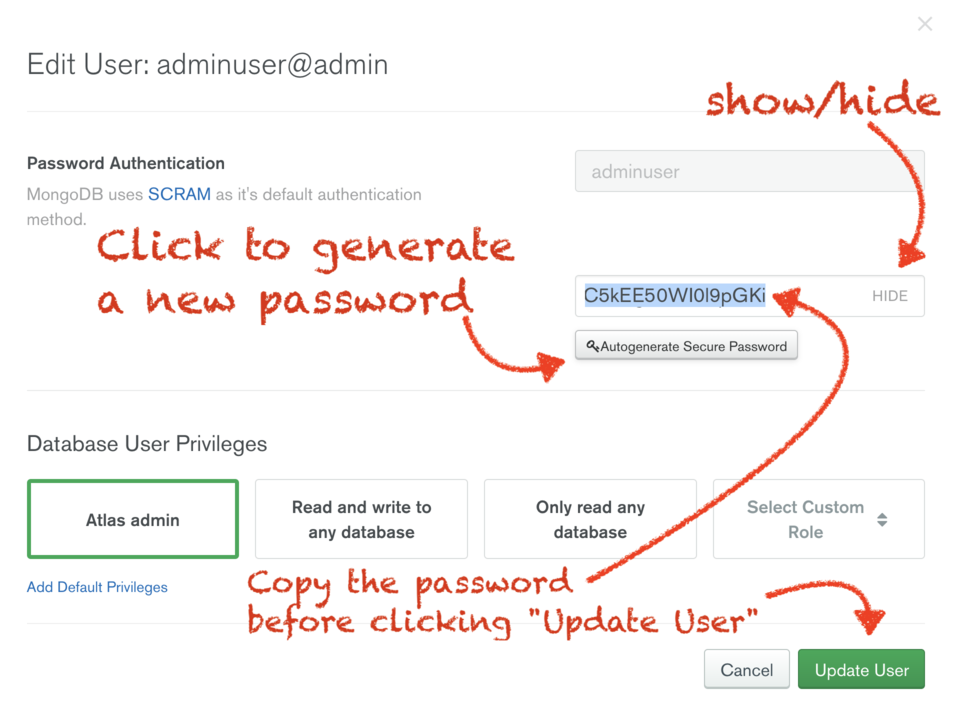 Edit User: adminuser@admin
show/hide
Password Authentication
MongoDB uses SCRAM as it's default authentication
method.
adminuser
Click to generate
a new password
C5kEE50Wl0l9pGKi
HIDE
Autogenerate Secure Password
Database User Privileges
Atlas admin
Read and write to
any database
Only read any
database
Select Custom
Role
Add Default Privileges
Copy the password
before clicking "Update User"
Cancel
Update User